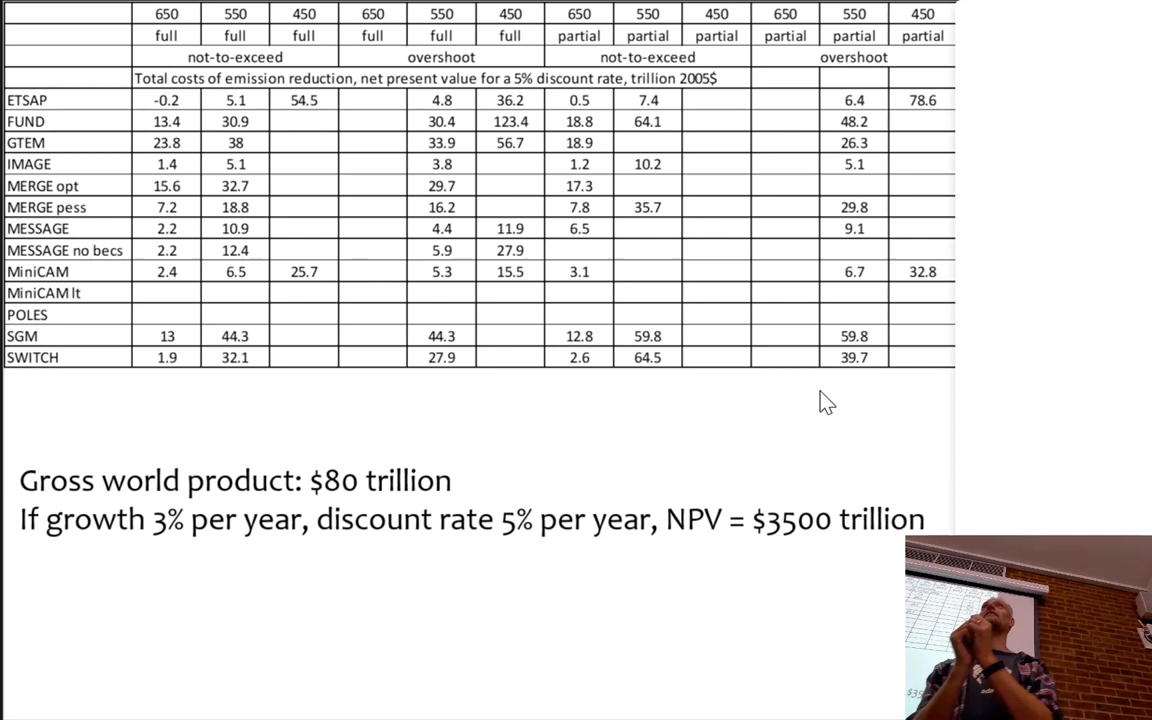 650 550 450 650 550 450 650 550 450 650 550 450
full full full full full full partial partial partial partial partial partial
not-to-exceed overshoot not-to-exceed overshoot
Total costs of emission reduction, net present value for a 5% discount rate, trillion 2005$
ETSAP -0.2 5.1 54.5 4.8 36.2 0.5 7.4 6.4 78.6
FUND 13.4 30.9 30.4 123.4 18.8 64.1 48.2
GTEM 23.8 38 33.9 56.7 18.9 26.3
IMAGE 1.4 5.1 3.8 1.2 10.2 5.1
MERGE opt 15.6 32.7 29.7 17.3
MERGE pess 7.2 18.8 16.2 7.8 35.7 29.8
MESSAGE 2.2 10.9 4.4 11.9 6.5 9.1
MESSAGE no becs 2.2 12.4 5.9 27.9
MiniCAM 2.4 6.5 25.7 5.3 15.5 3.1 6.7 32.8
MiniCAM lt
POLES
SGM 13 44.3 44.3 12.8 59.8 59.8
SWITCH 1.9 32.1 27.9 2.6 64.5 39.7
Gross world product: $80 trillion
If growth 3% per year, discount rate 5% per year, NPV = $3500 trillion